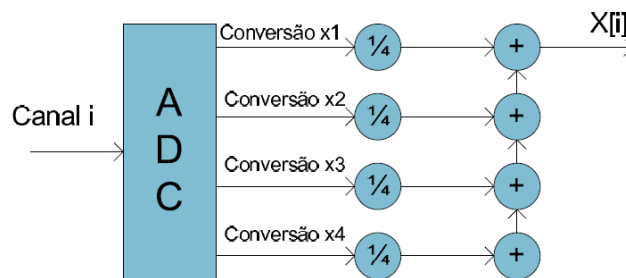 X[i]
Conversão x1
¼
+
Conversão x2
¼
+
Canal i
A
D
C
Conversão x3
¼
+
Conversão x4
¼
+